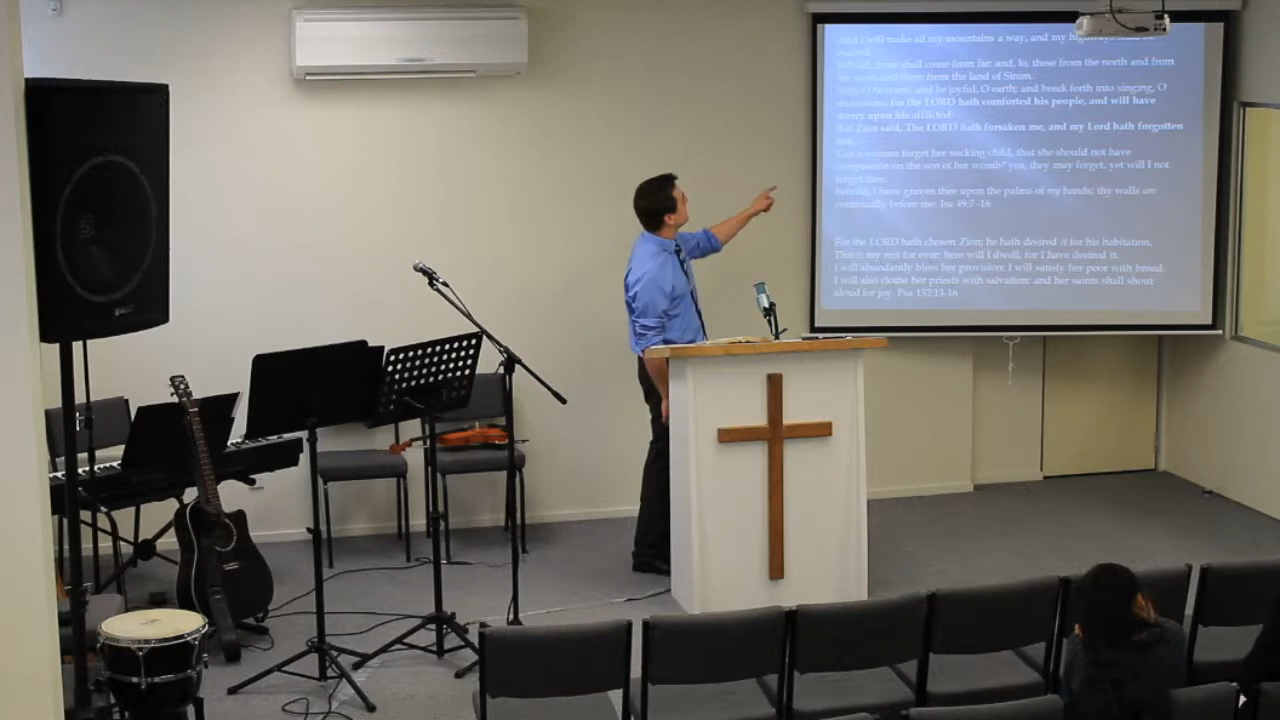 And I will make all my mountains a way, and my highways shall be
exalted.
Behold, these shall come from far: and, lo, these from the north and from
the west; and these from the land of Sinim.
Sing, O heavens; and be joyful, O earth; and break forth into singing, O
mountains: for the LORD hath comforted his people, and will have
mercy upon his afflicted.
But Zion said, The LORD hath forsaken me, and my Lord hath forgotten
me.
Can a woman forget her sucking child, that she should not have
compassion on the son of her womb? yea, they may forget, yet will I not
forget thee.
Behold, I have graven thee upon the palms of my hands; thy walls are
continually before me. Isa 49:7 -16
For the LORD hath chosen Zion; he hath desired it for his habitation.
This is my rest for ever: here will I dwell; for I have desired it.
I will abundantly bless her provision: I will satisfy her poor with bread.
I will also clothe her priests with salvation: and her saints shall shout
aloud for joy. Psa 132:13-16